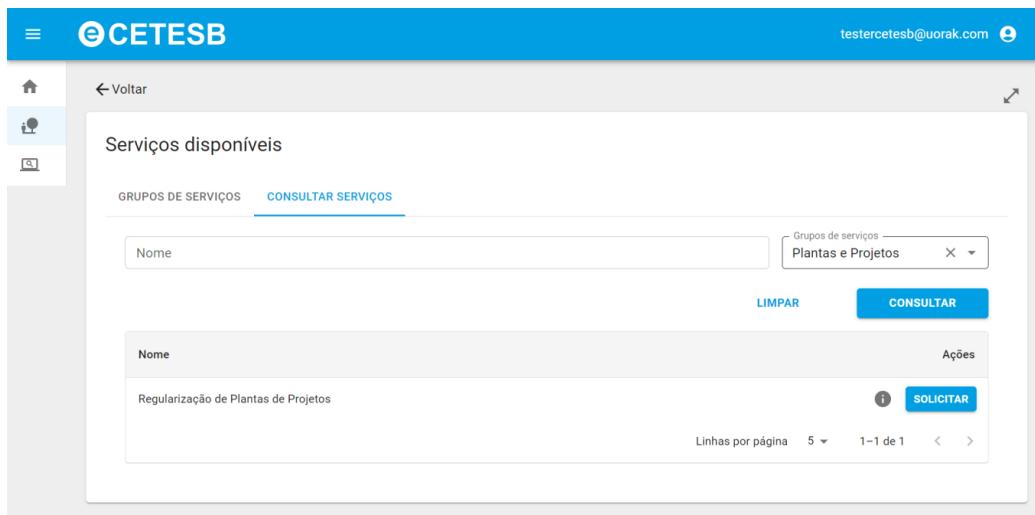 eCETESB
testercetesb@uorak.com
Voltar
Serviços disponíveis
GRUPOS DE SERVIÇOS CONSULTAR SERVIÇOS
Grupos de serviços
Nome Plantas e Projetos
LIMPAR CONSULTAR
Nome Ações
Regularização de Plantas de Projetos SOLICITAR
Linhas por página 5 1–1 de 1